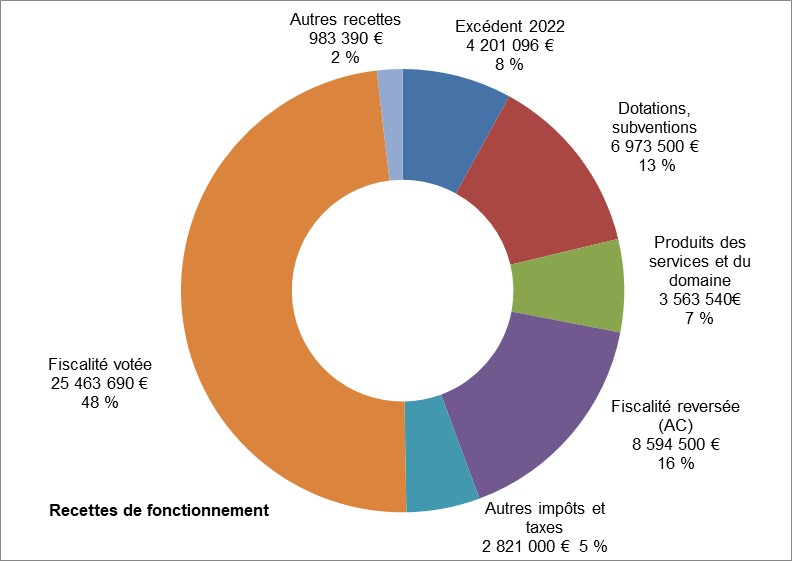 Autres recettes
983 390 €
2 %
Excédent 2022
4 201 096 €
8 %
Dotations,
subventions
6 973 500 €
13 %
Produits des
services et du
domaine
3 563 540€
7 %
Fiscalité votée
25 463 690 €
48 %
Fiscalité reversée
(AC)
8 594 500 €
16 %
Recettes de fonctionnement
Autres impôts et
taxes
2 821 000 € 5 %